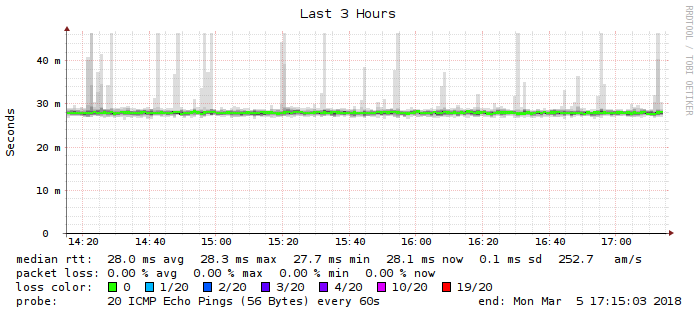 Last 3 Hours
RRDTOOL / TOBI OETIKER
Seconds
40 m
30 m
20 m
10 m
0
14:20 14:40 15:00 15:20 15:40 16:00 16:20 16:40 17:00
median rtt: 28.0 ms avg 28.3 ms max 27.7 ms min 28.1 ms now 0.1 ms sd 252.7 am/s
packet loss: 0.00 % avg 0.00 % max 0.00 % min 0.00 % now
loss color: 0 1/20 2/20 3/20 4/20 10/20 19/20
probe: 20 ICMP Echo Pings (56 Bytes) every 60s end: Mon Mar 5 17:15:03 2018